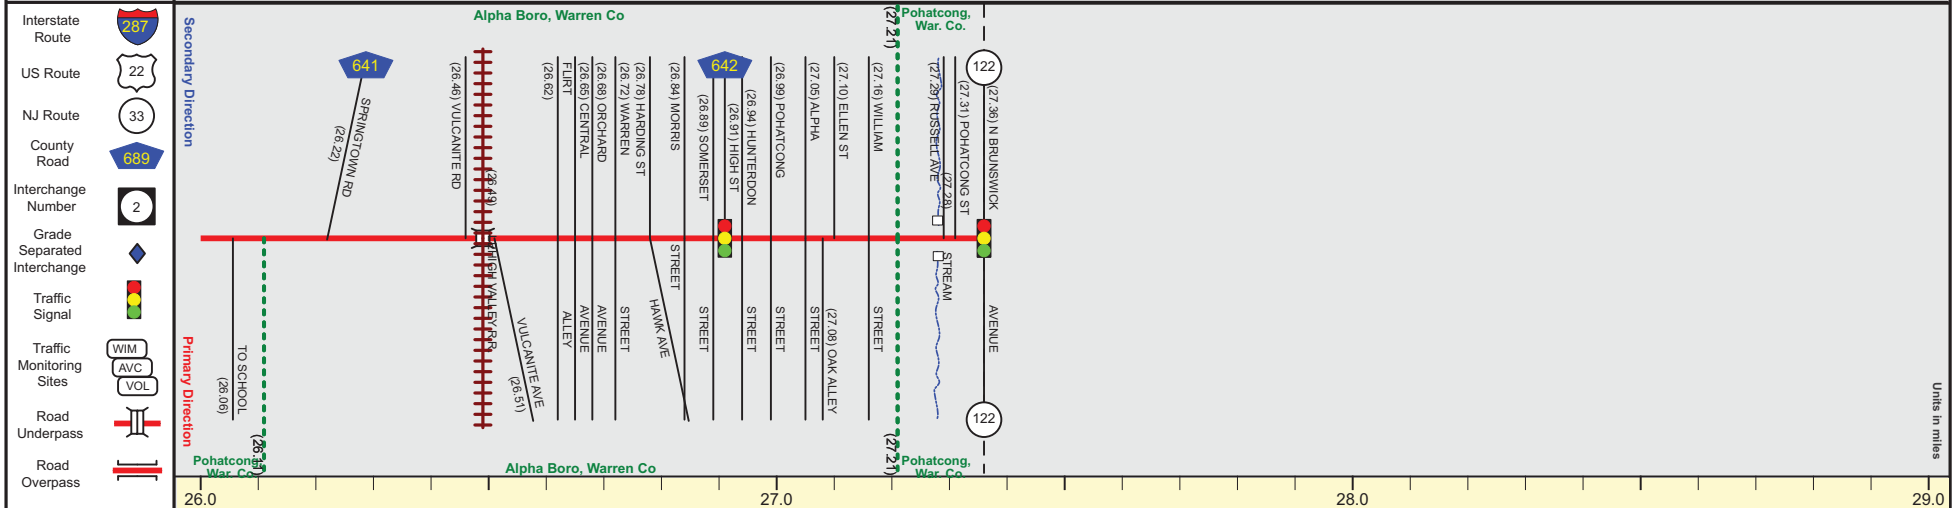 Interstate
Route
287
US Route
22
NJ Route
33
County
Road
689
Interchange
Number
2
Grade
Separated
Interchange
Traffic
Signal
Traffic
Monitoring
Sites
WIM
AVC
VOL
Road
Underpass
Road
Overpass
Secondary Direction
Primary Direction
Alpha Boro, Warren Co
(27.21)
Pohatcong,
War. Co.
641
SPRINGTOWN RD
(26.22)
(26.46) VULCANITE RD
(26.49)
HIGH VALLEY R.R.
(26.62)
FLIRT
ALLEY
(26.65) CENTRAL
AVENUE
(26.68) ORCHARD
AVENUE
(26.72) WARREN
STREET
(26.78) HARDING ST
HAWK AVE
(26.84) MORRIS
STREET
642
(26.89) SOMERSET
STREET
(26.91) HIGH ST
(26.94) HUNTERDON
STREET
(26.99) POHATCONG
STREET
(27.05) ALPHA
STREET
(27.08) OAK ALLEY
(27.10) ELLEN ST
(27.16) WILLIAM
STREET
(27.29) RUSSELL AVE
(27.28)
STREAM
(27.31) POHATCONG ST
122
(27.36) N BRUNSWICK
AVENUE
122
TO SCHOOL
(26.06)
(26.11)
VULCANITE AVE
(26.51)
Pohatcong,
War. Co.
Alpha Boro, Warren Co
(27.21)
Pohatcong,
War. Co.
Units in miles
26.0
27.0
28.0
29.0